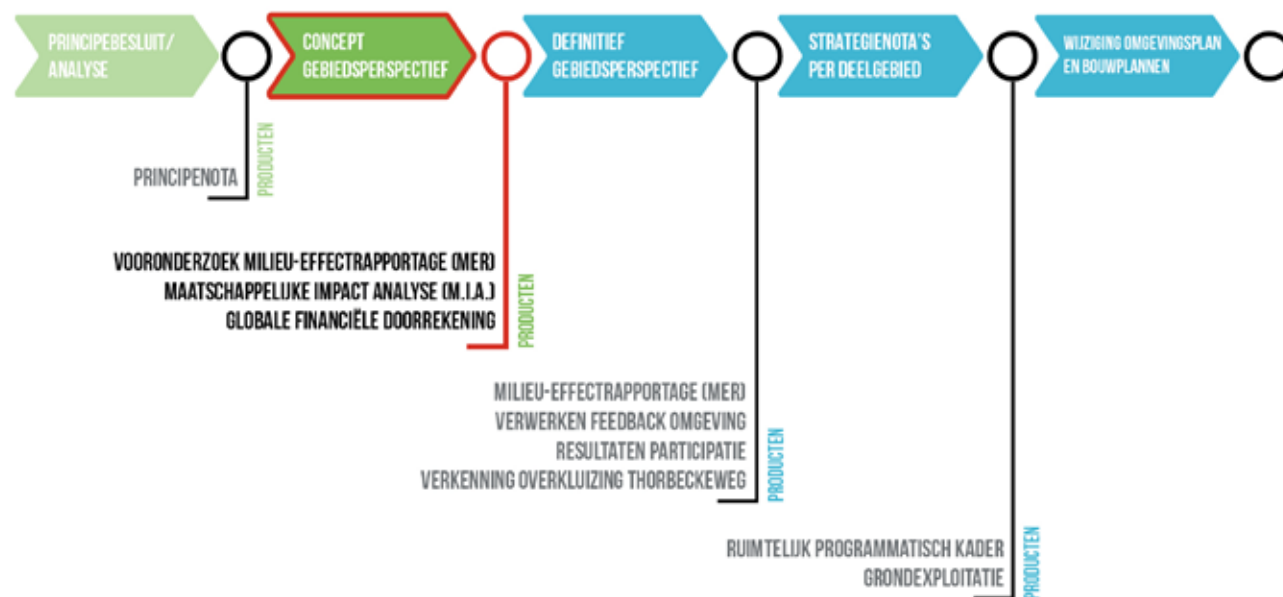 PRINCIPEBESLUIT/
ANALYSE
CONCEPT
GEBIEDSPERSPECTIEF
DEFINITIEF
GEBIEDSPERSPECTIEF
STRATEGIENOTA'S
PER DEELGEBIED
WIJZIGING OMGEVINGSPLAN
EN BOUWPLANNEN
PRINCIPENOTA
PRODUCTEN
VOORONDERZOEK MILIEU-EFFECTRAPPORTAGE (MER)
MAATSCHAPPELIJKE IMPACT ANALYSE (M.I.A.)
GLOBALE FINANCIËLE DOORREKENING
PRODUCTEN
MILIEU-EFFECTRAPPORTAGE (MER)
VERWERKEN FEEDBACK OMGEVING
RESULTATEN PARTICIPATIE
VERKENNING OVERKLUIZING THORBECKEWEG
PRODUCTEN
RUIMTELIJK PROGRAMMATISCH KADER
GRONDEXPLOITATIE
PRODUCTEN